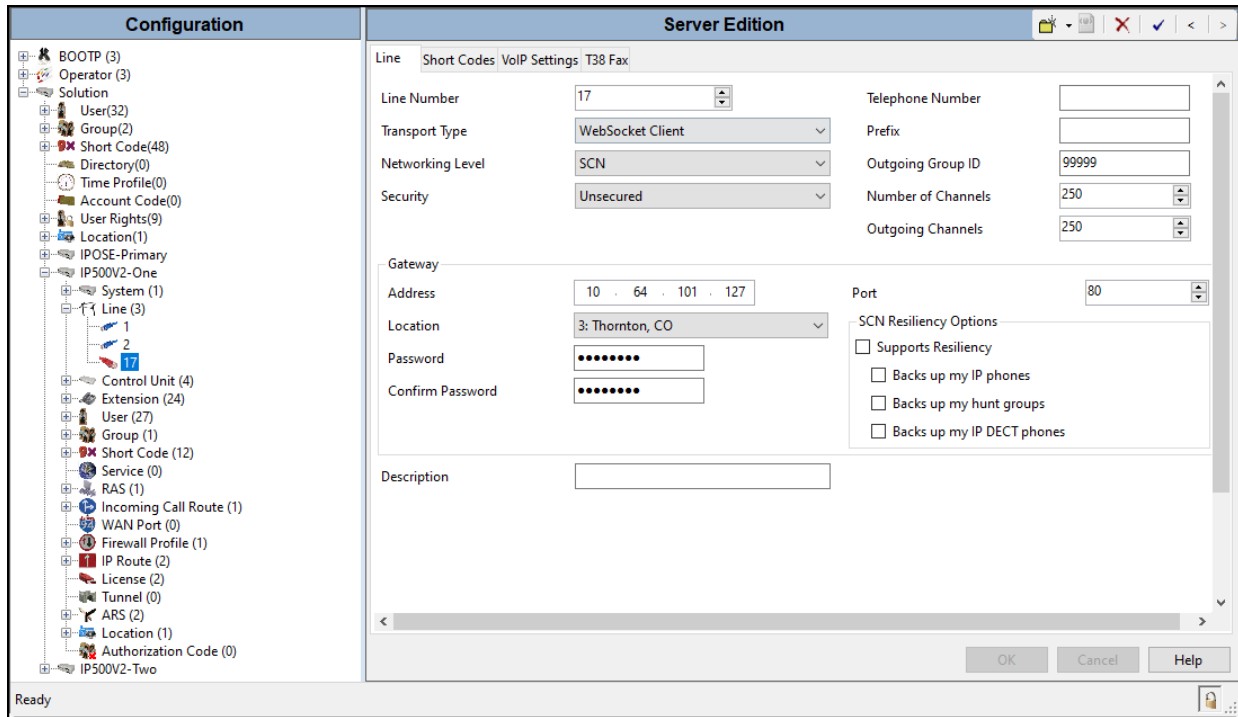 Configuration
BOOTP (3)
Operator (3)
Solution
User(32)
Group(2)
Short Code(48)
Directory(0)
Time Profile(0)
Account Code(0)
User Rights(9)
Location(1)
IPOSE-Primary
IP500V2-One
System (1)
Line (3)
1
2
17
Control Unit (4)
Extension (24)
User (27)
Group (1)
Short Code (12)
Service (0)
RAS (1)
Incoming Call Route (1)
WAN Port (0)
Firewall Profile (1)
IP Route (2)
License (2)
Tunnel (0)
ARS (2)
Location (1)
Authorization Code (0)
IP500V2-Two
Server Edition
Line Short Codes VoIP Settings T38 Fax
Line Number 17
Transport Type WebSocket Client
Networking Level SCN
Security Unsecured
Telephone Number
Prefix
Outgoing Group ID 99999
Number of Channels 250
Outgoing Channels 250
Gateway
Address 10 . 64 . 101 . 127
Location 3: Thornton, CO
Password ••••••••
Confirm Password ••••••••
Port 80
SCN Resiliency Options
Supports Resiliency
Backs up my IP phones
Backs up my hunt groups
Backs up my IP DECT phones
Description
OK Cancel Help
Ready